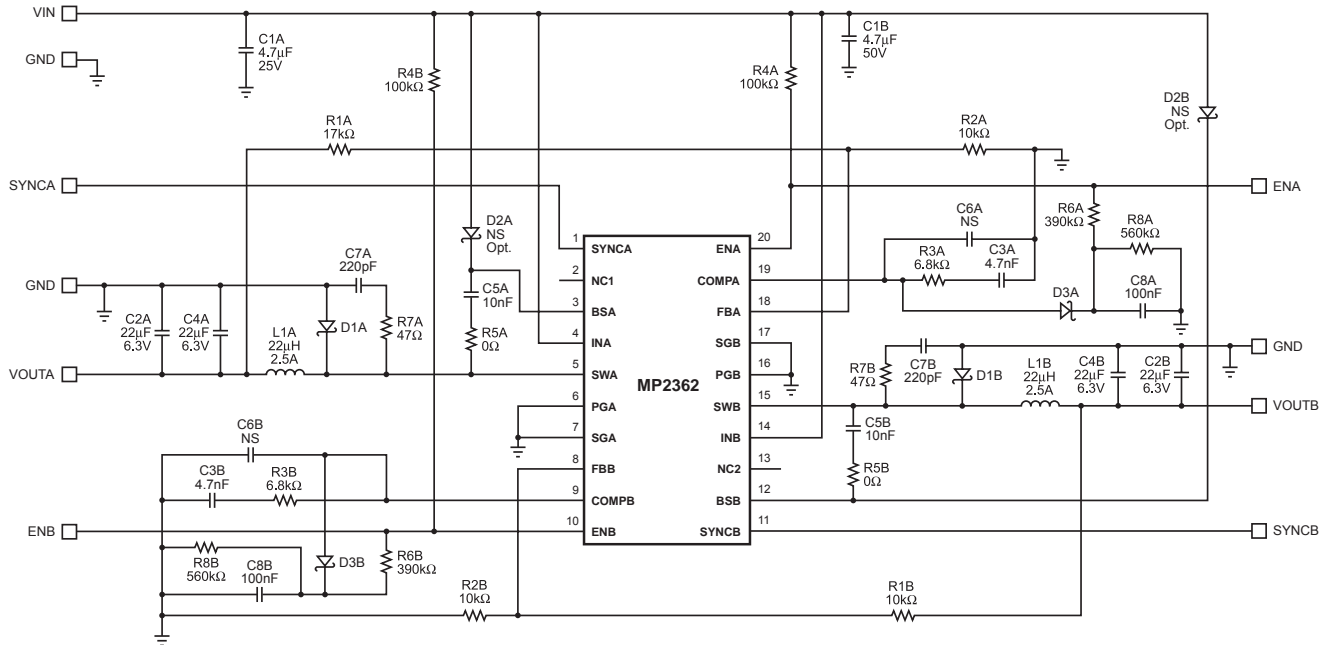 VIN
GND
C1A
4.7µF
25V
R4B
100kΩ
R4A
100kΩ
C1B
4.7µF
50V
D2B
NS
Opt.
R1A
17kΩ
R2A
10kΩ
SYNCA
ENA
D2A
NS
Opt.
C6A
NS
R6A
390kΩ
R8A
560kΩ
R3A
6.8kΩ
C3A
4.7nF
C8A
100nF
D3A
GND
C7A
220pF
C5A
10nF
C2A
22µF
6.3V
C4A
22µF
6.3V
L1A
22µH
2.5A
D1A
R7A
47Ω
R5A
0Ω
VOUTA
MP2362
1
SYNCA
2
NC1
3
BSA
4
INA
5
SWA
6
PGA
7
SGA
8
FBB
9
COMPB
10
ENB
20
ENA
19
COMPA
18
FBA
17
SGB
16
PGB
15
SWB
14
INB
13
NC2
12
BSB
11
SYNCB
GND
R7B
47Ω
C7B
220pF
D1B
L1B
22µH
2.5A
C4B
22µF
6.3V
C2B
22µF
6.3V
VOUTB
C5B
10nF
R5B
0Ω
C6B
NS
C3B
4.7nF
R3B
6.8kΩ
ENB
SYNCB
R8B
560kΩ
C8B
100nF
D3B
R6B
390kΩ
R2B
10kΩ
R1B
10kΩ